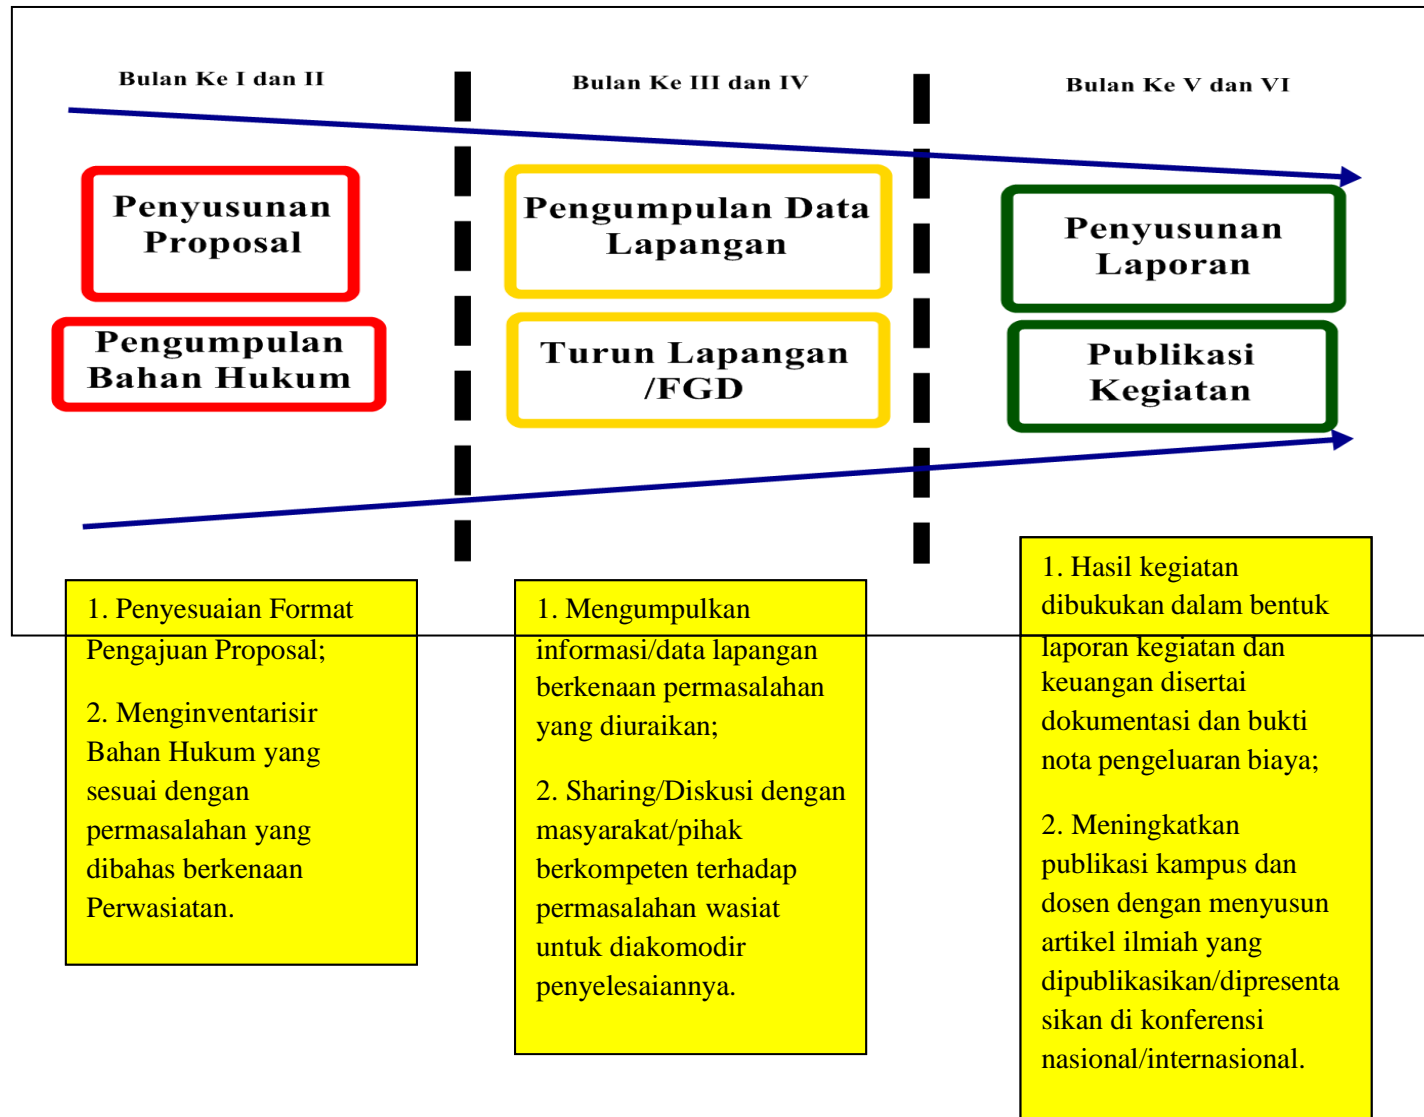 Bulan Ke I dan II
Penyusunan
Proposal
Pengumpulan
Bahan Hukum
1. Penyesuaian Format
Pengajuan Proposal;
2. Menginventarisir
Bahan Hukum yang
sesuai dengan
permasalahan yang
dibahas berkenaan
Perwasiatan.
Bulan Ke III dan IV
Pengumpulan Data
Lapangan
Turun Lapangan
/FGD
1. Mengumpulkan
informasi/data lapangan
berkenaan permasalahan
yang diuraikan;
2. Sharing/Diskusi dengan
masyarakat/pihak
berkompeten terhadap
permasalahan wasiat
untuk diakomodir
penyelesaiannya.
Bulan Ke V dan VI
Penyusunan
Laporan
Publikasi
Kegiatan
1. Hasil kegiatan
dibukukan dalam bentuk
laporan kegiatan dan
keuangan disertai
dokumentasi dan bukti
nota pengeluaran biaya;
2. Meningkatkan
publikasi kampus dan
dosen dengan menyusun
artikel ilmiah yang
dipublikasikan/dipresenta
sikan di konferensi
nasional/internasional.